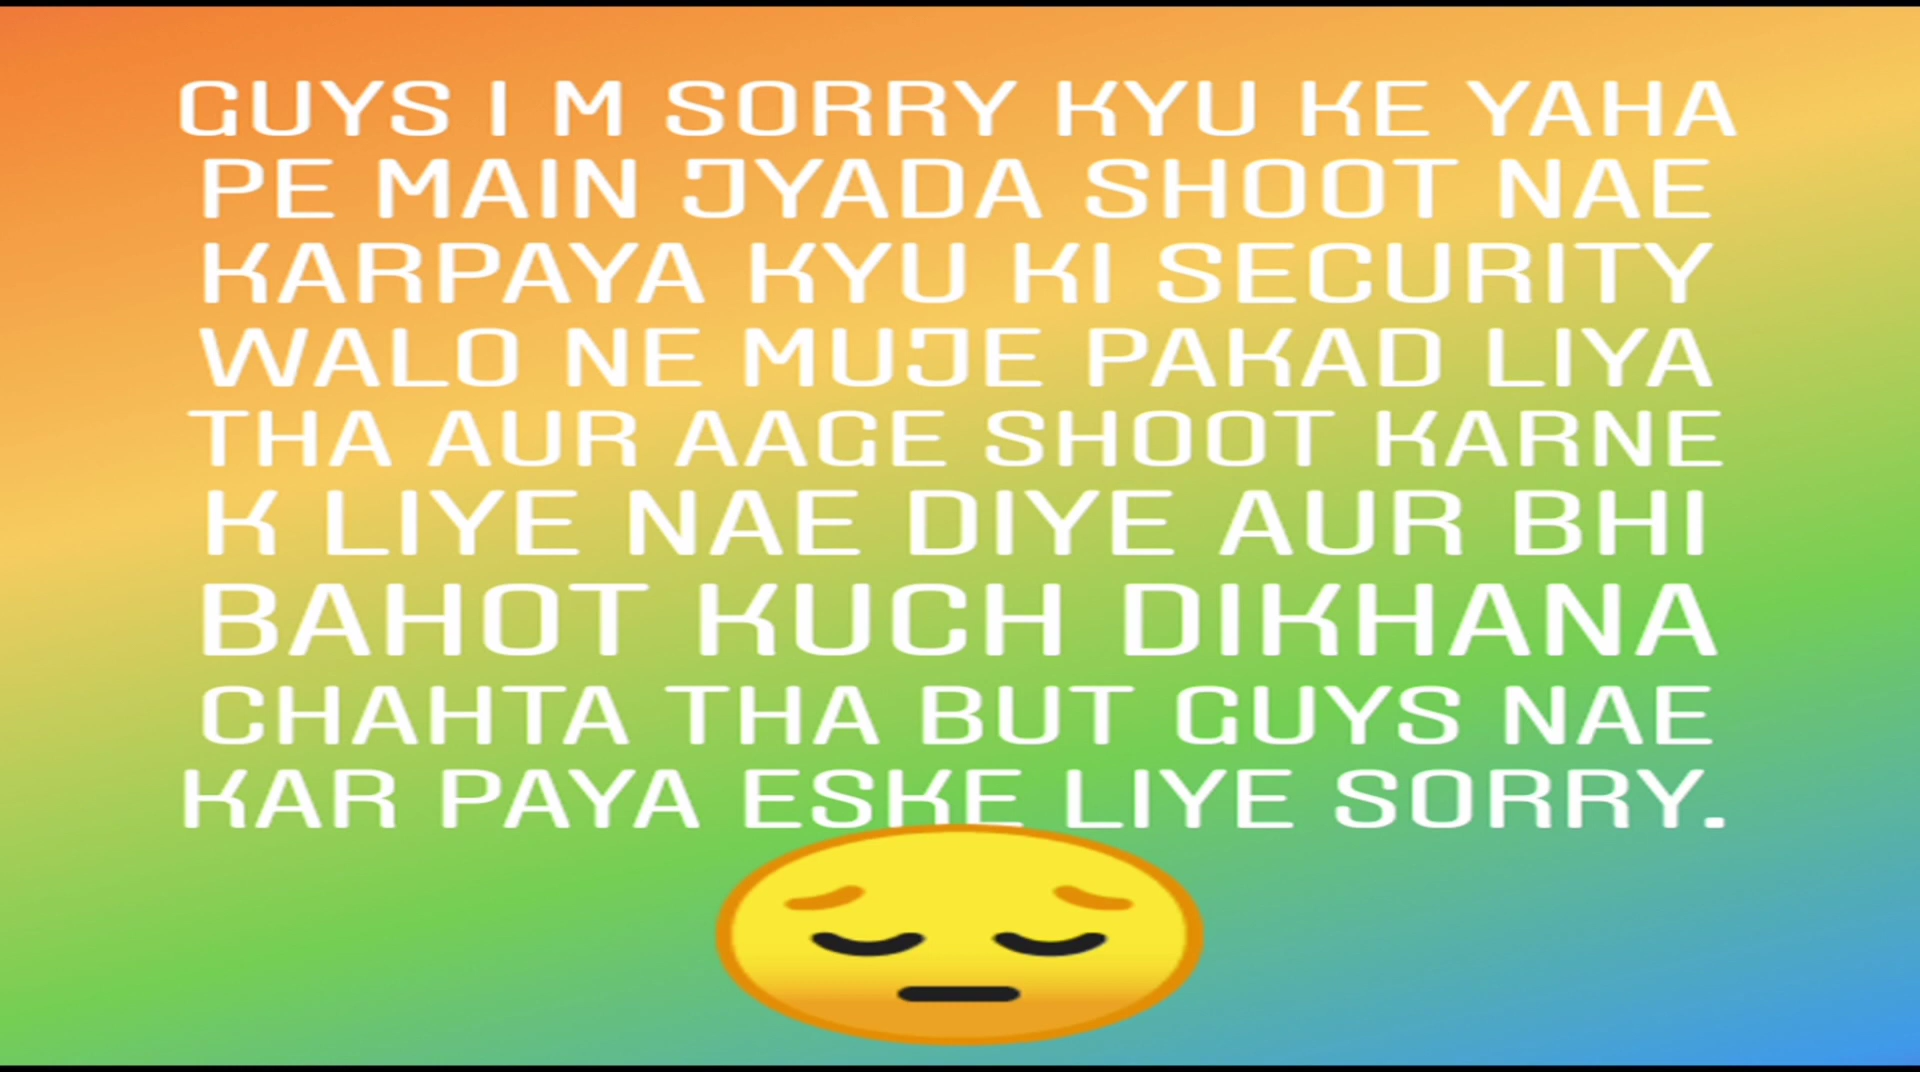 GUYS I M SORRY KYU KE YAHA
PE MAIN JYADA SHOOT NAE
KARPAYA KYU KI SECURITY
WALO NE MUJE PAKAD LIYA
THA AUR AAGE SHOOT KARNE
K LIYE NAE DIYE AUR BHI
BAHOT KUCH DIKHANA
CHAHTA THA BUT GUYS NAE
KAR PAYA ESKE LIYE SORRY.